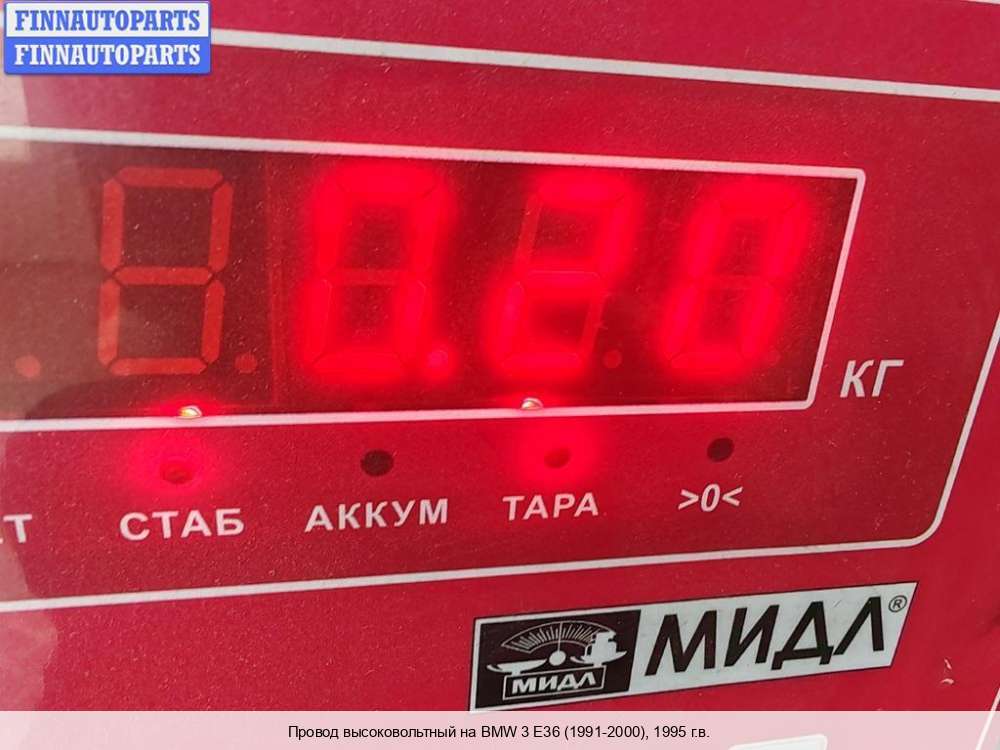 FINNAUTOPARTS
FINNAUTOPARTS
0.20
КГ
СТАБ АККУМ ТАРА >0<
МИДЛ МИДЛ®
Провод высоковольтный на BMW 3 E36 (1991-2000), 1995 г.в.